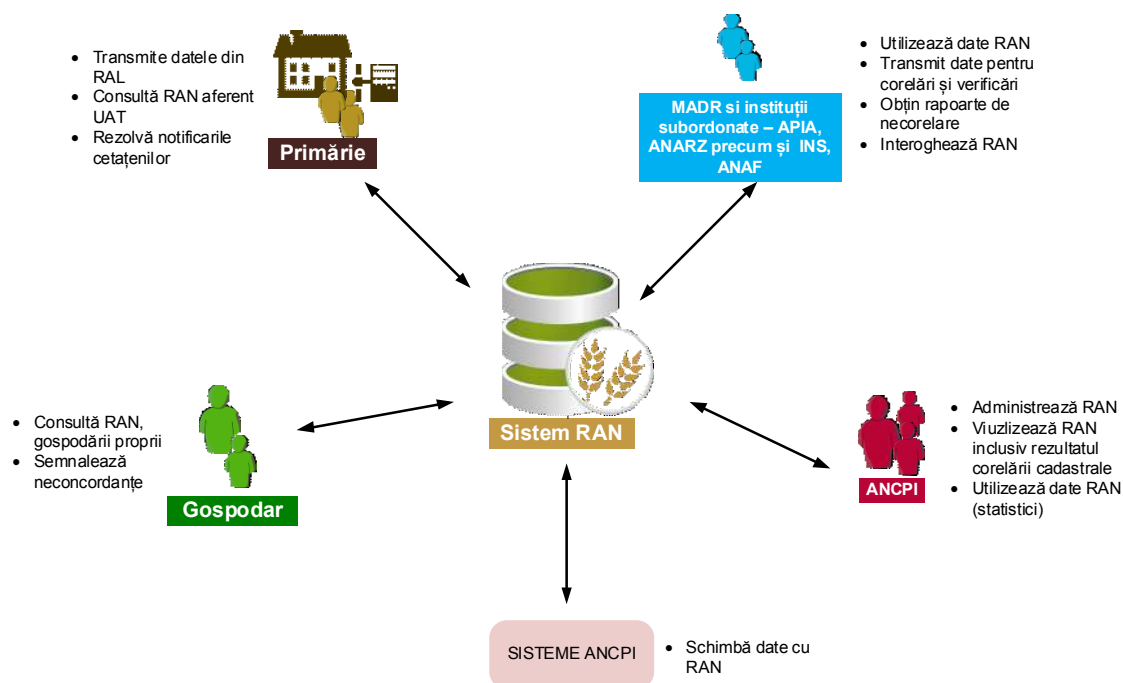 • Transmite datele din
RAL
• Consultă RAN aferent
UAT
• Rezolvă notificarile
cetațenilor
Primărie
MADR si instituții
subordonate – APIA,
ANARZ precum și INS,
ANAF
• Utilizează date RAN
• Transmit date pentru
corelări și verificări
• Obțin rapoarte de
necorelare
• Interoghează RAN
Sistem RAN
• Consultă RAN,
gospodării proprii
• Semnalează
neconcordanțe
Gospodar
ANCPI
• Administrează RAN
• Viuzlizează RAN
inclusiv rezultatul
corelării cadastrale
• Utilizează date RAN
(statistici)
SISTEME ANCPI
• Schimbă date cu
RAN